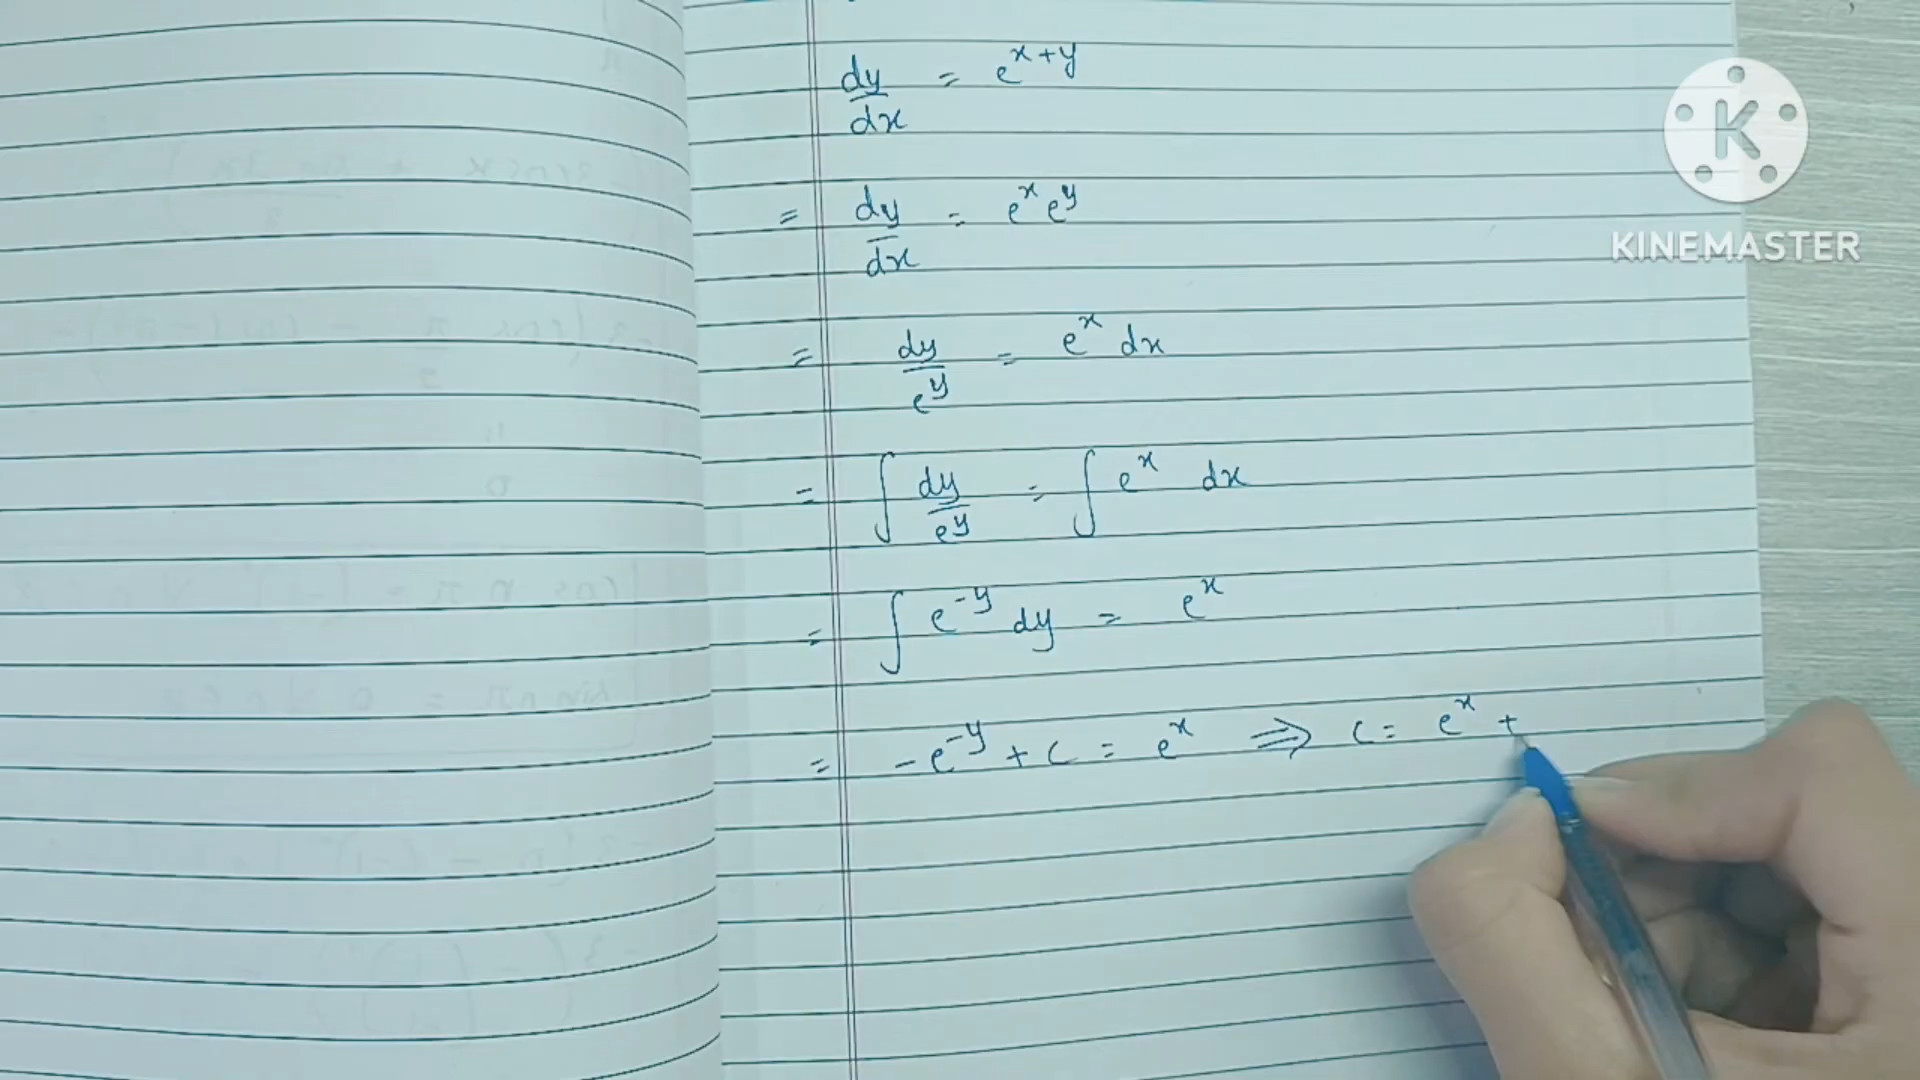 dy/dx = e^{x+y}
= dy/dx = e^x e^y
= dy/e^y = e^x dx
= ∫ dy/e^y = ∫ e^x dx
= ∫ e^{-y} dy = e^x
= -e^{-y} + c = e^x ⇒ c = e^x +
K
KINEMASTER